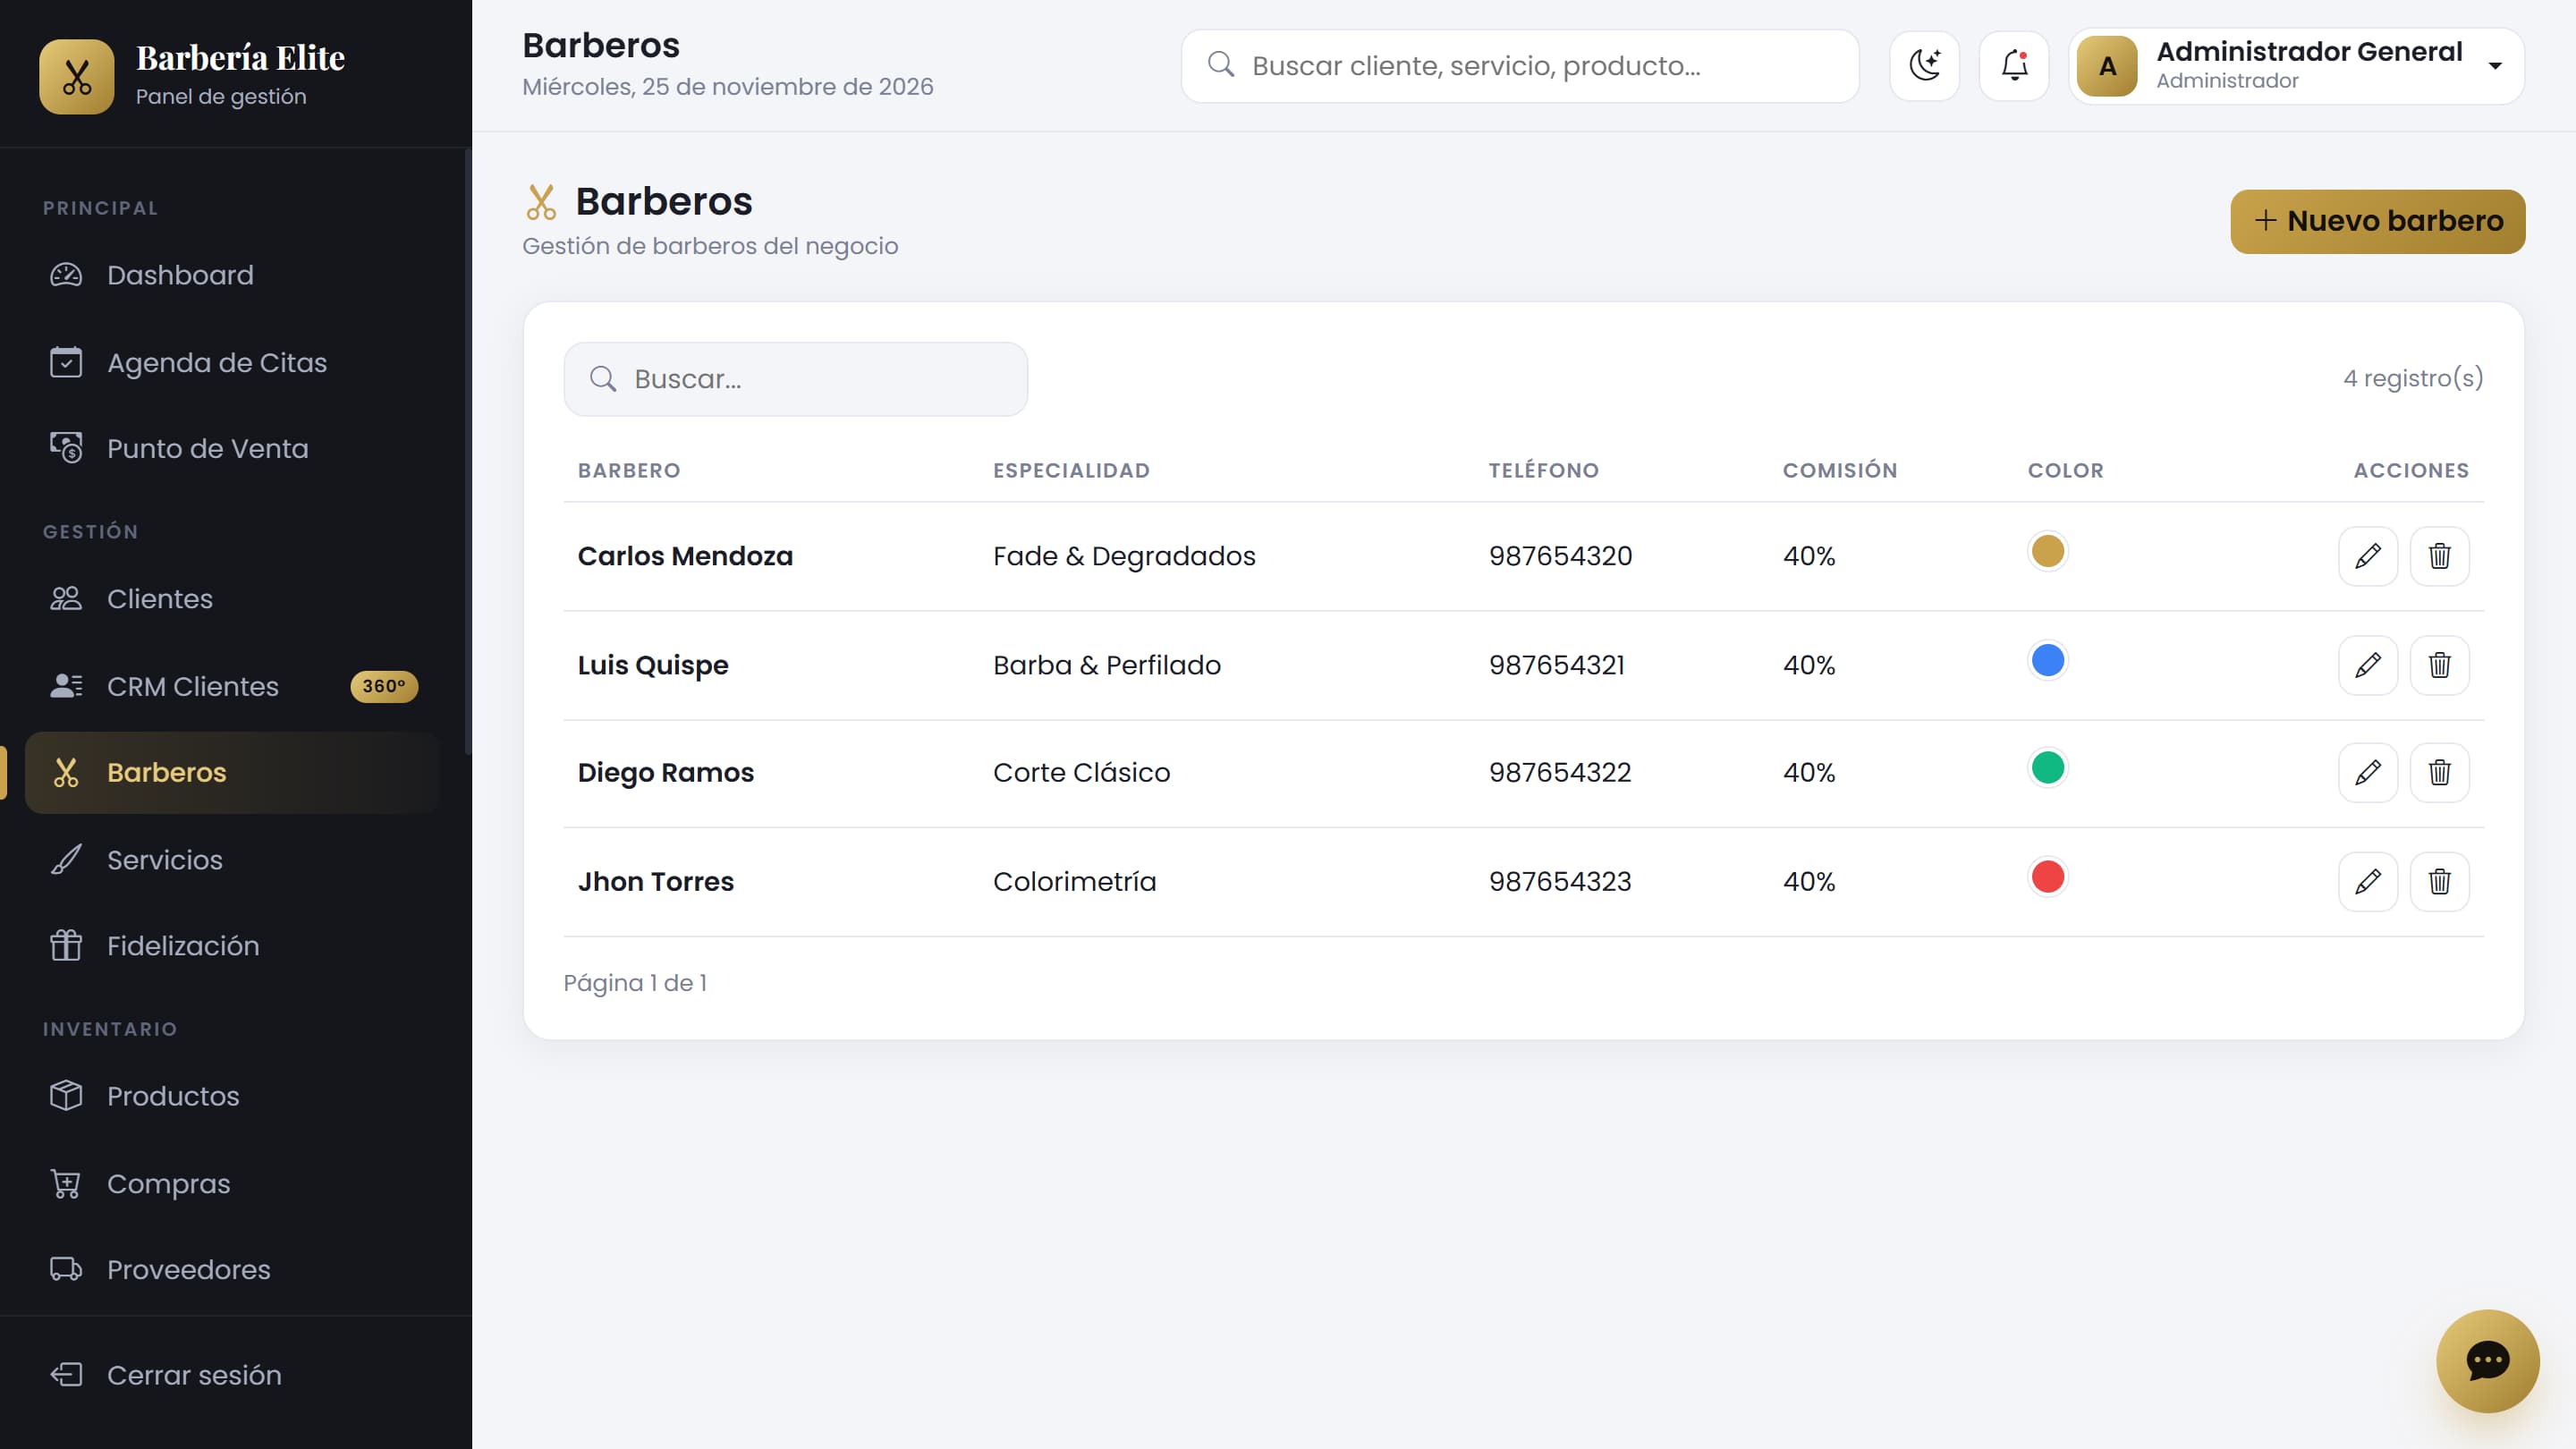 Barbería Elite
Panel de gestión
PRINCIPAL
Dashboard
Agenda de Citas
Punto de Venta
GESTIÓN
Clientes
CRM Clientes 360°
Barberos
Servicios
Fidelización
INVENTARIO
Productos
Compras
Proveedores
Cerrar sesión
Barberos
Miércoles, 25 de noviembre de 2026
Buscar cliente, servicio, producto...
A
Administrador General
Administrador
Barberos
Gestión de barberos del negocio
+ Nuevo barbero
Buscar...
4 registro(s)
BARBERO ESPECIALIDAD TELÉFONO COMISIÓN COLOR ACCIONES
Carlos Mendoza Fade & Degradados 987654320 40%
Luis Quispe Barba & Perfilado 987654321 40%
Diego Ramos Corte Clásico 987654322 40%
Jhon Torres Colorimetría 987654323 40%
Página 1 de 1